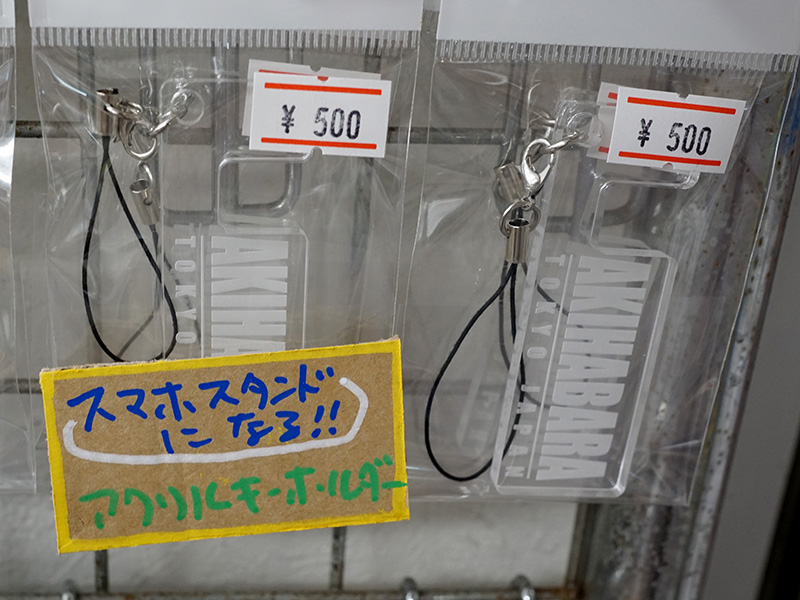 ¥ 500
¥ 500
AKIHABA
TOKYO
AKIHABARA
TOKYO JAPAN
スマホスタンド
になる!!
アクリルキーホルダー